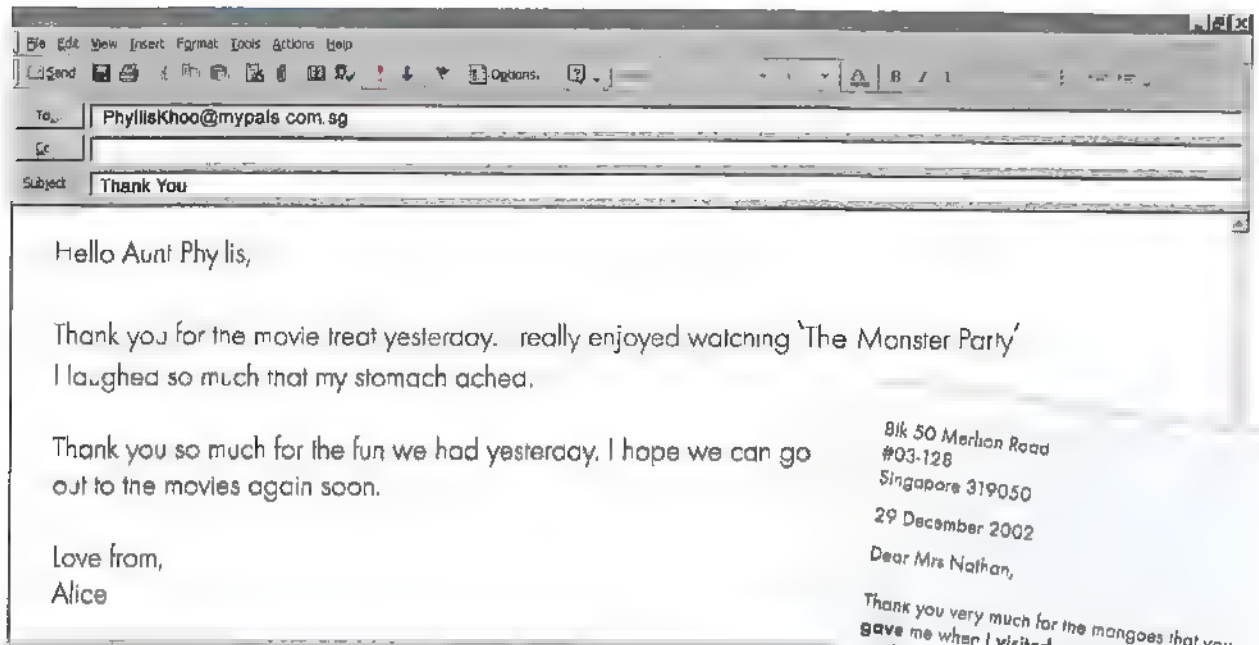 File Edit View Insert Format Tools Actions Help
Send Options.
A B I
To... PhyllisKhoo@mypals com.sg
Cc
Subject Thank You
Hello Aunt Phy lis,
Thank you for the movie treat yesterday. really enjoyed watching 'The Monster Party'
I laughed so much that my stomach ached.
Thank you so much for the fun we had yesterday. I hope we can go
out to the movies again soon.
Love from,
Alice
Blk 50 Merlion Road
#03-128
Singapore 319050
29 December 2002
Dear Mrs Nathan,
Thank you very much for the mangoes that you
gave me when I visited